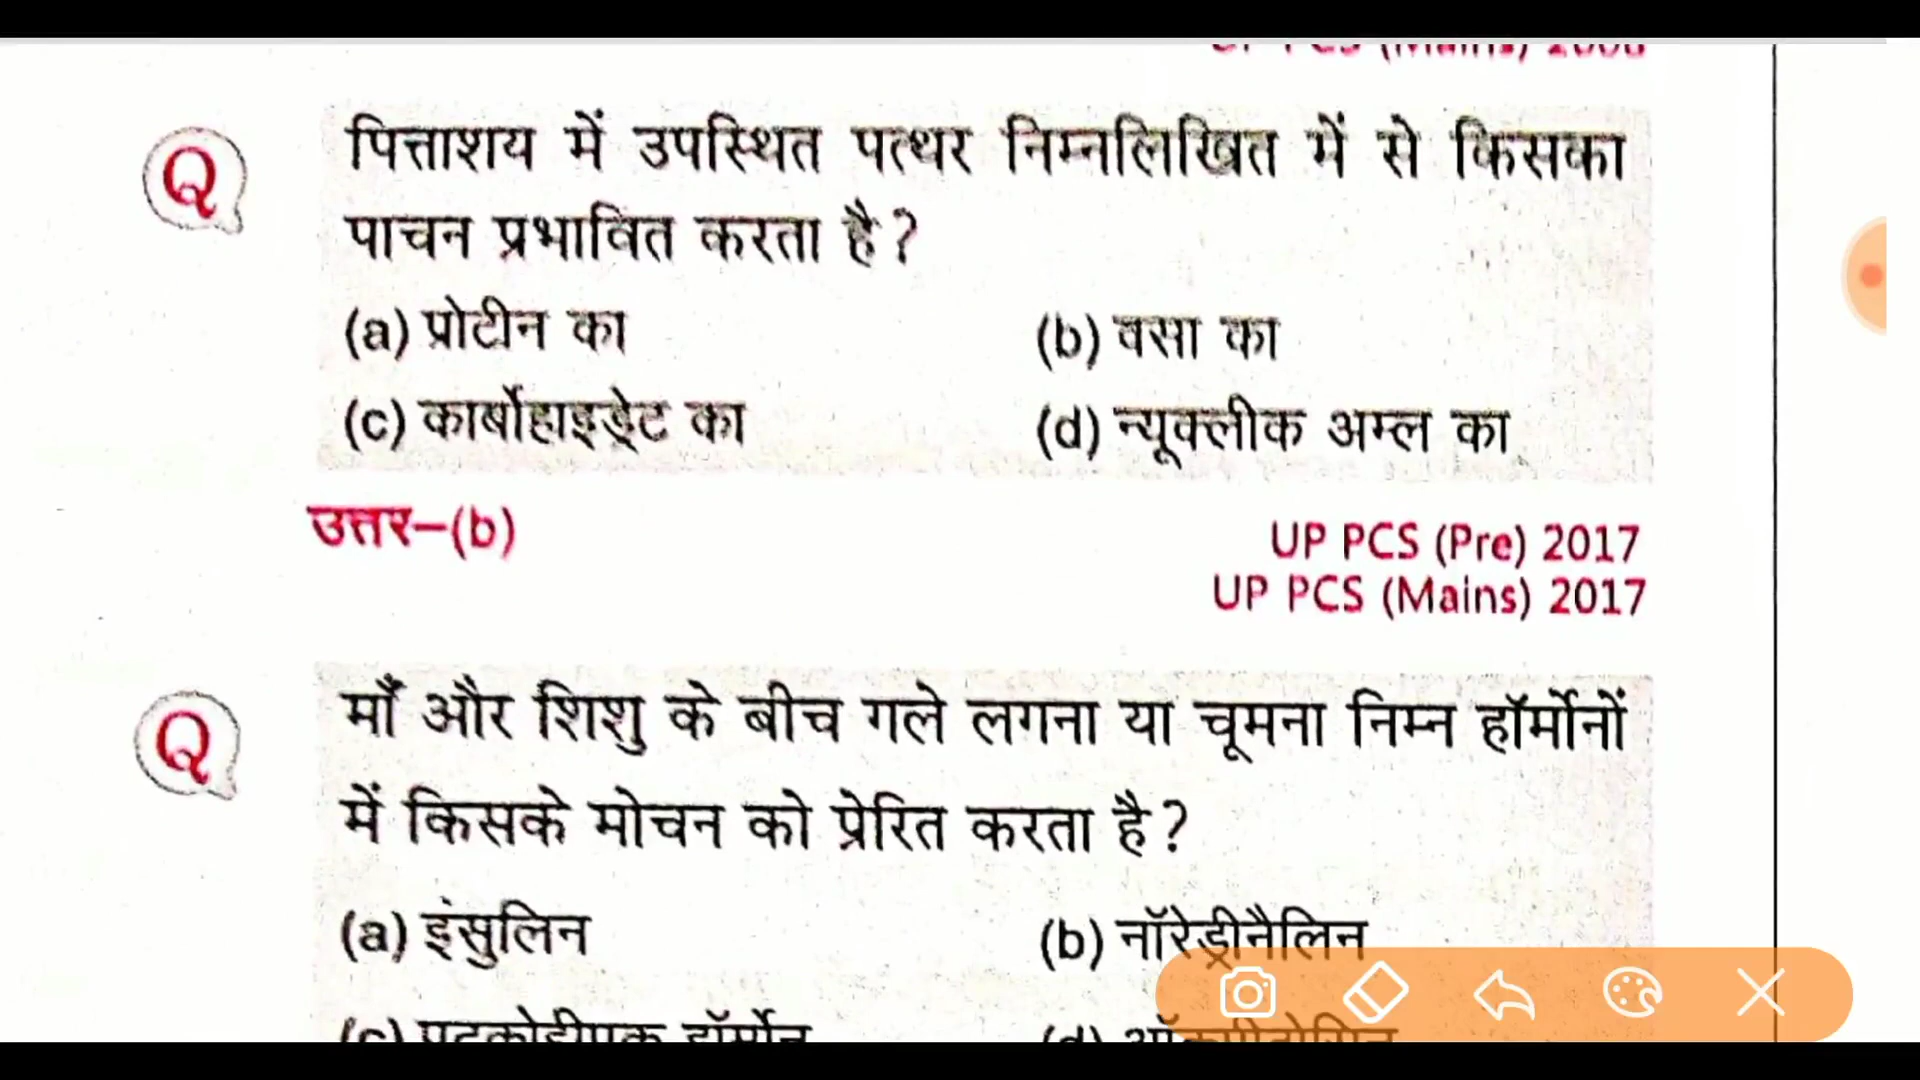 Q
पित्ताशय में उपस्थित पत्थर निम्नलिखित में से किसका
पाचन प्रभावित करता है?
(a) प्रोटीन का
(b) वसा का
(c) कार्बोहाइड्रेट का
(d) न्यूक्लीक अम्ल का
उत्तर–(b)
UP PCS (Pre) 2017
UP PCS (Mains) 2017
Q
माँ और शिशु के बीच गले लगना या चूमना निम्न हॉर्मोनों
में किसके मोचन को प्रेरित करता है?
(a) इंसुलिन
(b) नॉरेड्रीनैलिन